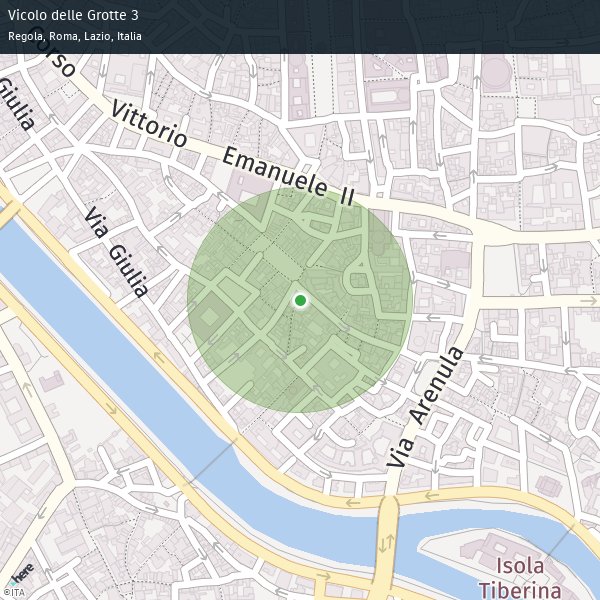 Vicolo delle Grotte 3
Regola, Roma, Lazio, Italia
Corso
Vittorio
Emanuele II
Giulia
Via Giulia
Via Arenula
Isola
Tiberina
here
©ITA